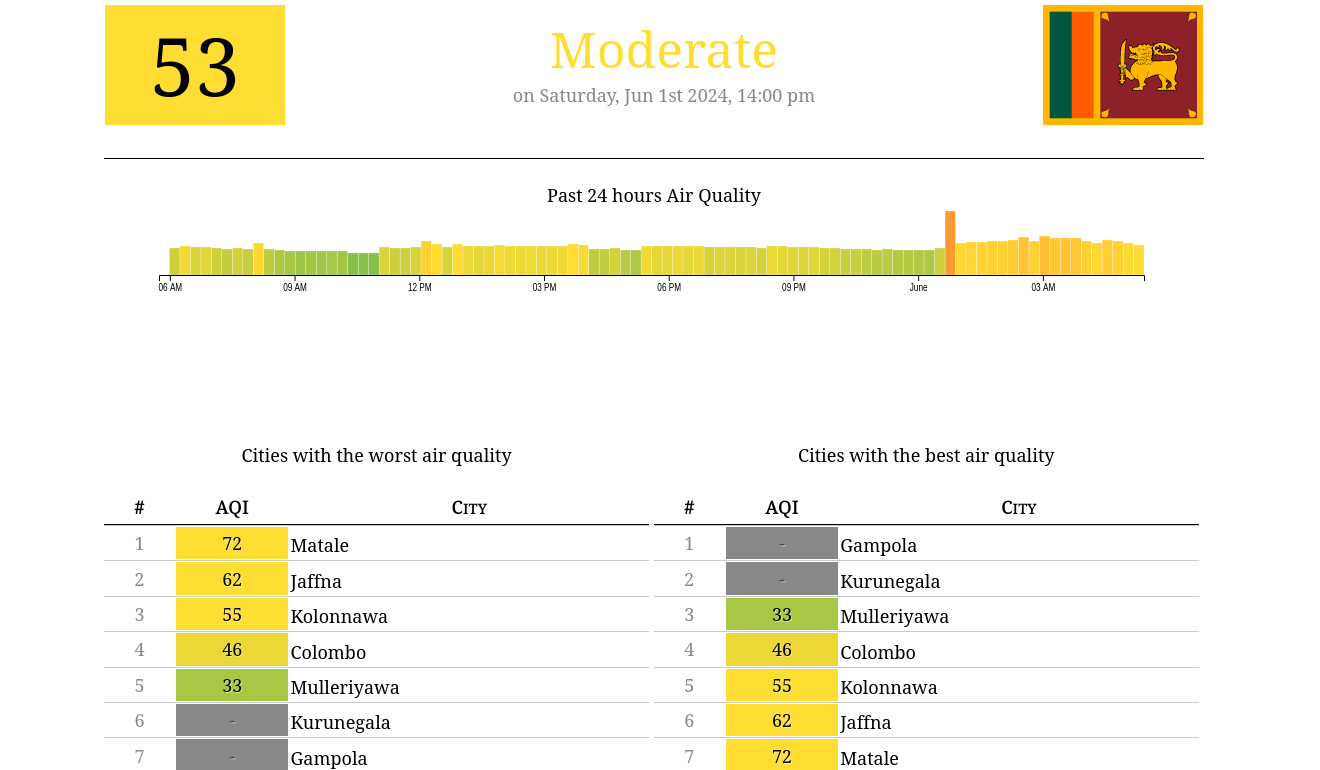 53
Moderate
on Saturday, Jun 1st 2024, 14:00 pm
Past 24 hours Air Quality
06 AM 09 AM 12 PM 03 PM 06 PM 09 PM June 03 AM
Cities with the worst air quality
# AQI City
1 72 Matale
2 62 Jaffna
3 55 Kolonnawa
4 46 Colombo
5 33 Mulleriyawa
6 - Kurunegala
7 - Gampola
Cities with the best air quality
# AQI City
1 - Gampola
2 - Kurunegala
3 33 Mulleriyawa
4 46 Colombo
5 55 Kolonnawa
6 62 Jaffna
7 72 Matale